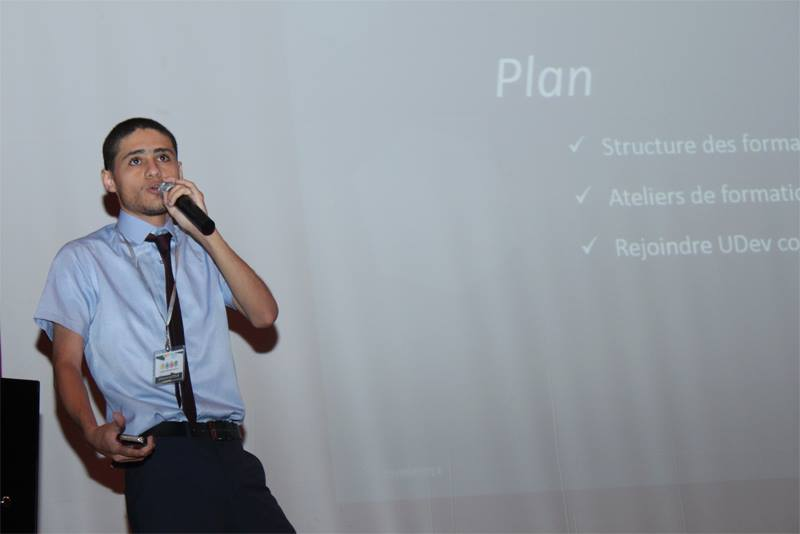 Plan
✓ Structure des forma
✓ Ateliers de formatio
✓ Rejoindre UDev co